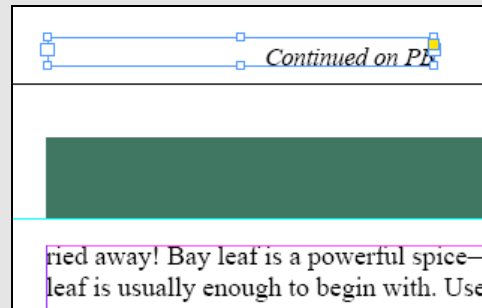 Continued on PB
ried away! Bay leaf is a powerful spice—
leaf is usually enough to begin with. Use